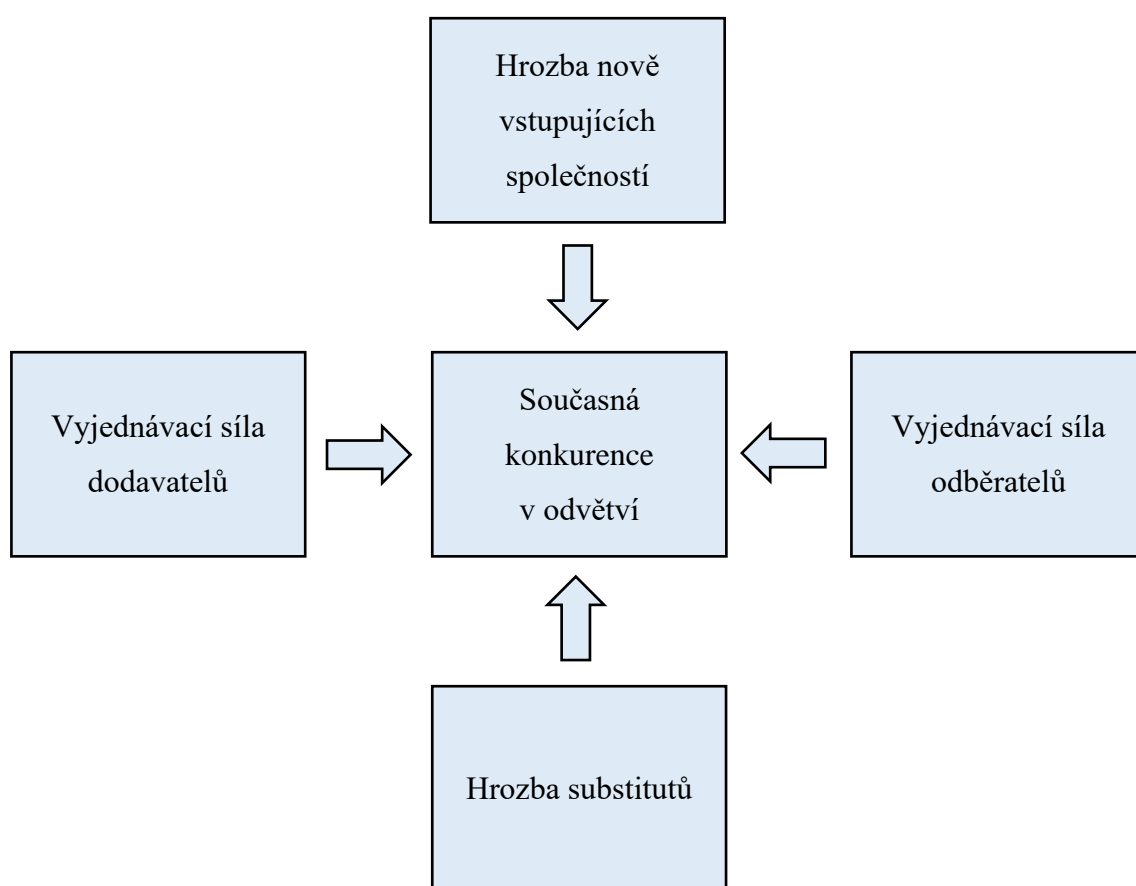 Hrozba nově
vstupujících
společností
Vyjednávací síla
dodavatelů
Současná
konkurence
v odvětví
Vyjednávací síla
odběratelů
Hrozba substitutů